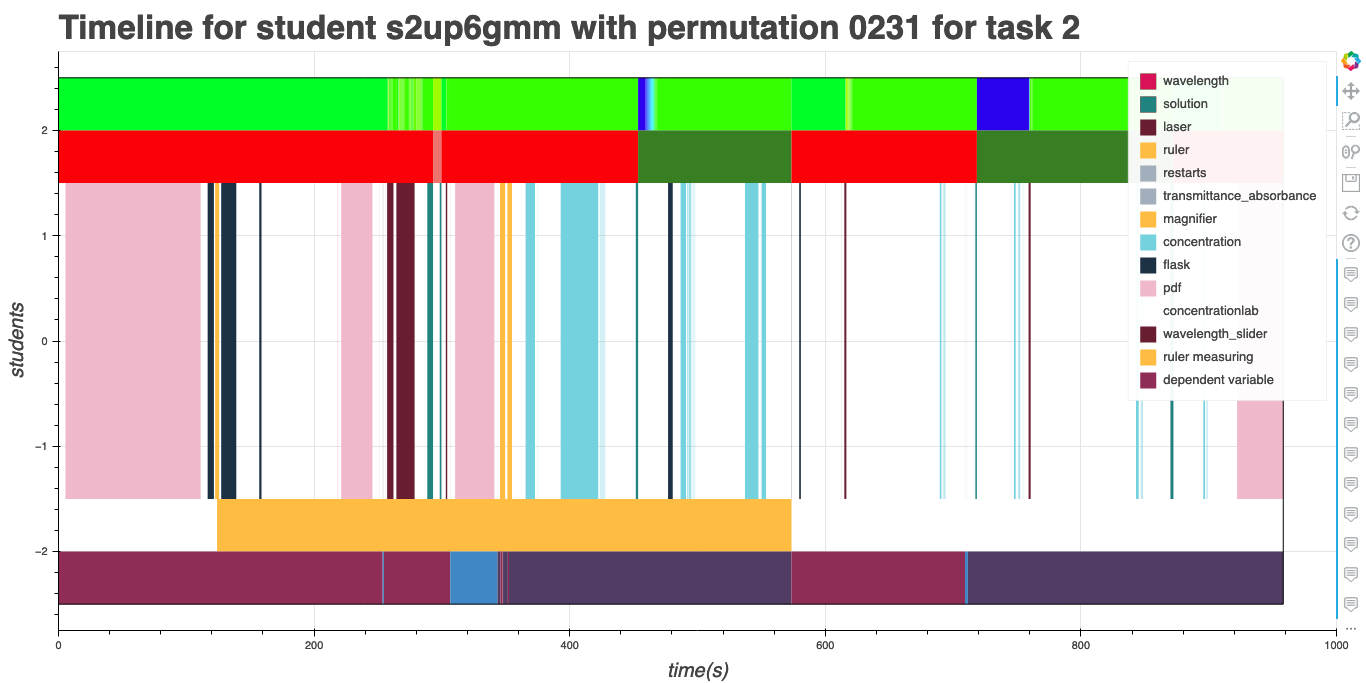 Timeline for student s2up6gmm with permutation 0231 for task 2
wavelength
solution
laser
ruler
restarts
transmittance_absorbance
magnifier
concentration
flask
pdf
concentrationlab
wavelength_slider
ruler measuring
dependent variable
students
2
1
0
−1
−2
0
200
400
600
800
1000
time(s)